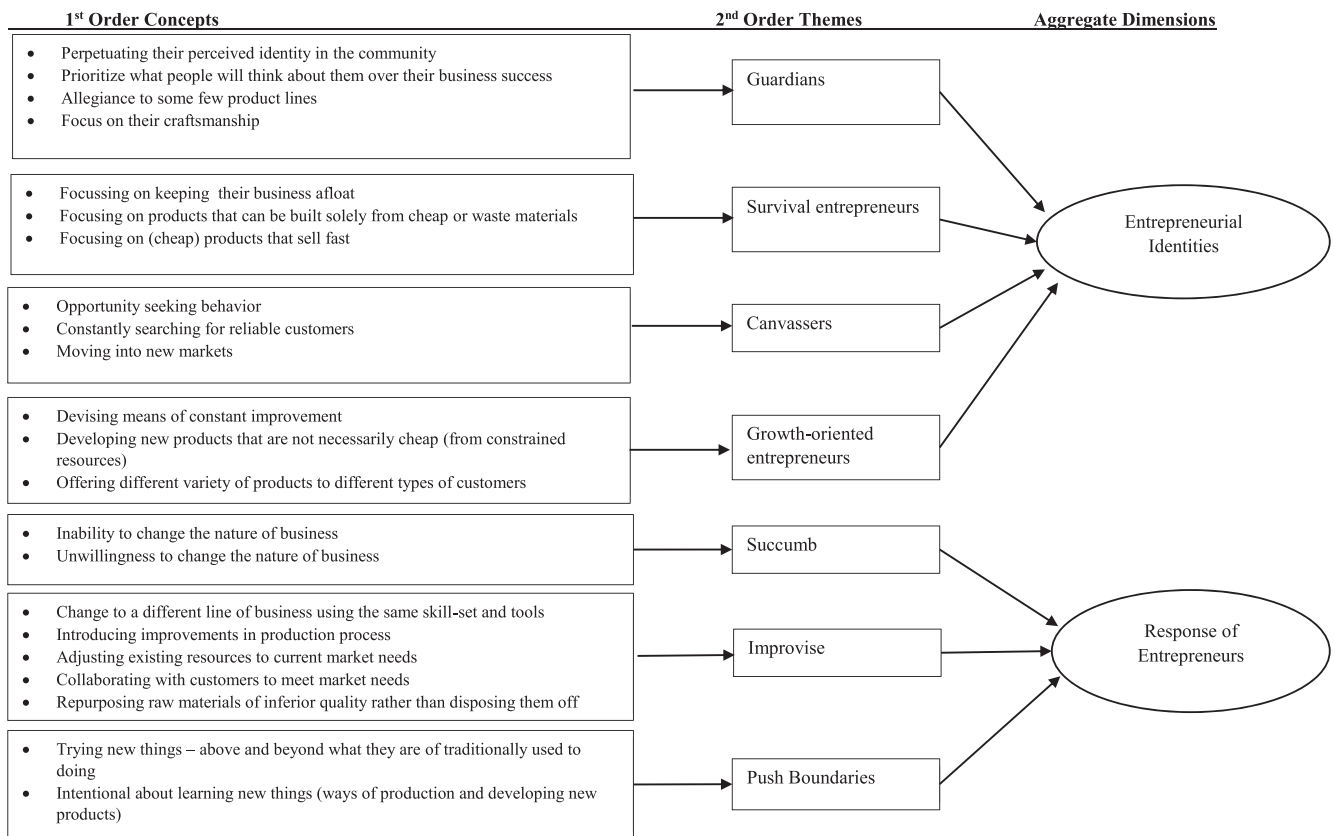 1st Order Concepts 2nd Order Themes Aggregate Dimensions
• Perpetuating their perceived identity in the community
• Prioritize what people will think about them over their business success
• Allegiance to some few product lines
• Focus on their craftsmanship
Guardians
• Focussing on keeping their business afloat
• Focusing on products that can be built solely from cheap or waste materials
• Focusing on (cheap) products that sell fast
Survival entrepreneurs
Entrepreneurial
Identities
• Opportunity seeking behavior
• Constantly searching for reliable customers
• Moving into new markets
Canvassers
• Devising means of constant improvement
• Developing new products that are not necessarily cheap (from constrained
resources)
• Offering different variety of products to different types of customers
Growth-oriented
entrepreneurs
• Inability to change the nature of business
• Unwillingness to change the nature of business
Succumb
• Change to a different line of business using the same skill-set and tools
• Introducing improvements in production process
• Adjusting existing resources to current market needs
• Collaborating with customers to meet market needs
• Repurposing raw materials of inferior quality rather than disposing them off
Improvise
Response of
Entrepreneurs
• Trying new things – above and beyond what they are of traditionally used to
doing
• Intentional about learning new things (ways of production and developing new
products)
Push Boundaries